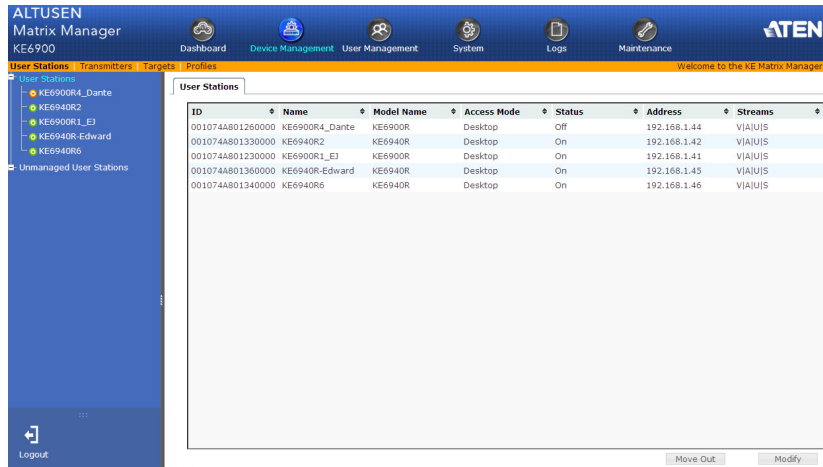 ALTUSEN
Matrix Manager
KE6900
Dashboard Device Management User Management System Logs Maintenance
ATEN
User Stations | Transmitters | Targets | Profiles
Welcome to the KE Matrix Manager
User Stations
KE6900R4_Dante
KE6940R2
KE6900R1_EJ
KE6940R-Edward
KE6940R6
Unmanaged User Stations
Logout
User Stations
ID Name Model Name Access Mode Status Address Streams
001074A801260000 KE6900R4_Dante KE6900R Desktop Off 192.168.1.44 V|A|U|S
001074A801330000 KE6940R2 KE6940R Desktop On 192.168.1.42 V|A|U|S
001074A801230000 KE6900R1_EJ KE6900R Desktop On 192.168.1.41 V|A|U|S
001074A801360000 KE6940R-Edward KE6940R Desktop On 192.168.1.45 V|A|U|S
001074A801340000 KE6940R6 KE6940R Desktop On 192.168.1.46 V|A|U|S
Move Out Modify